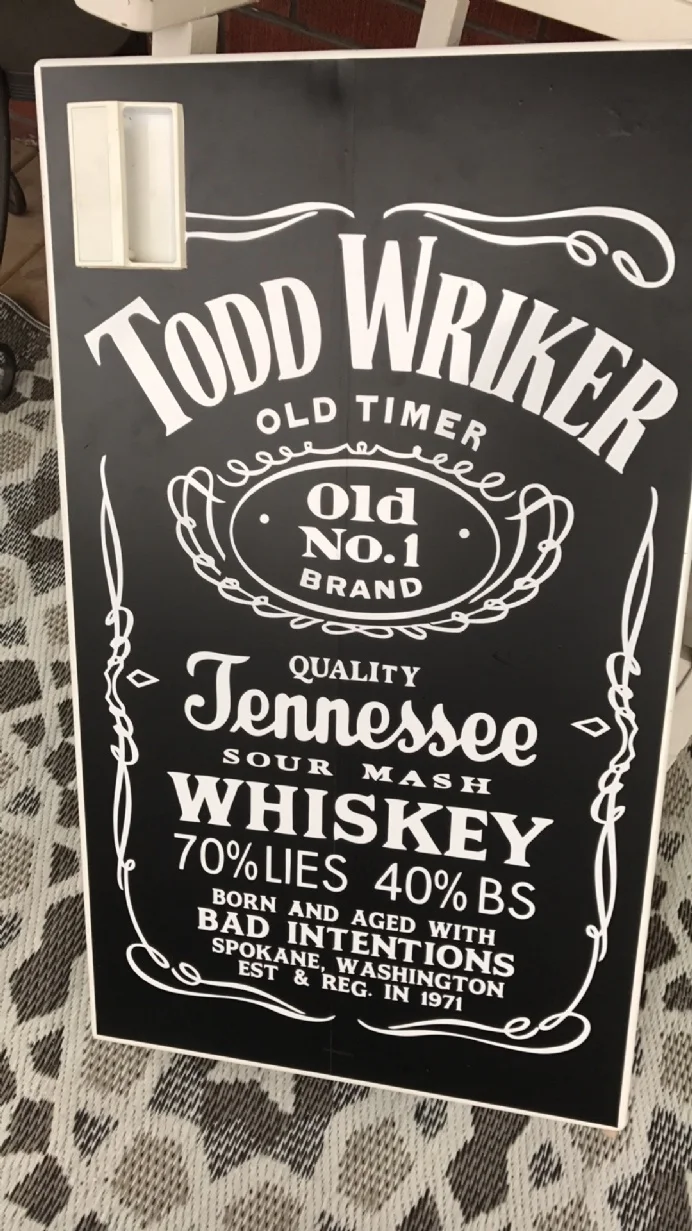 TODD WRIKER
OLD TIMER
Old
No.1
BRAND
QUALITY
Tennessee
SOUR MASH
WHISKEY
70% LIES 40% BS
BORN AND AGED WITH
BAD INTENTIONS
SPOKANE, WASHINGTON
EST & REG. IN 1971